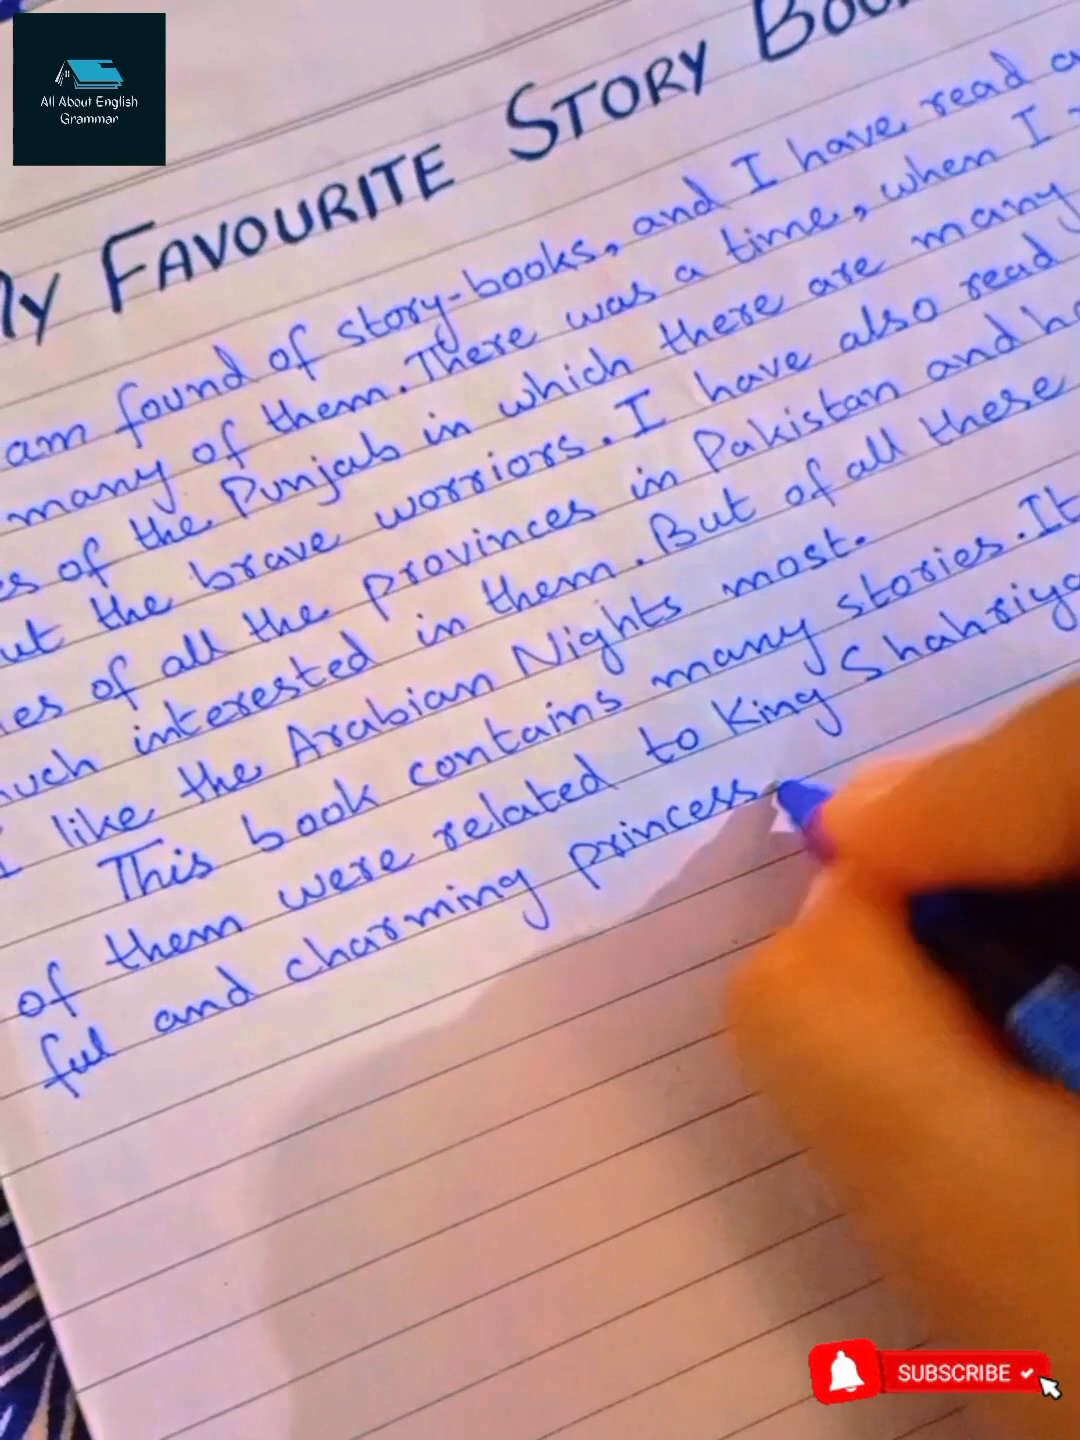 All About English
Grammar
My FAVOURITE STORY BOO
am found of story-books, and I have read a
many of them. There was a time, when I
es of the Punjab in which there are many
ut the brave worriors. I have also read
ies of all the provinces in Pakistan and ha
uch interested in them. But of all these
I like the Arabian Nights most.
This book contains many stories. It
of them were related to King Shahriya
ful and charming princess.
SUBSCRIBE